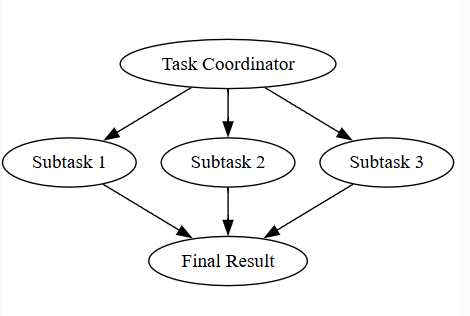 Task Coordinator
Subtask 1
Subtask 2
Subtask 3
Final Result